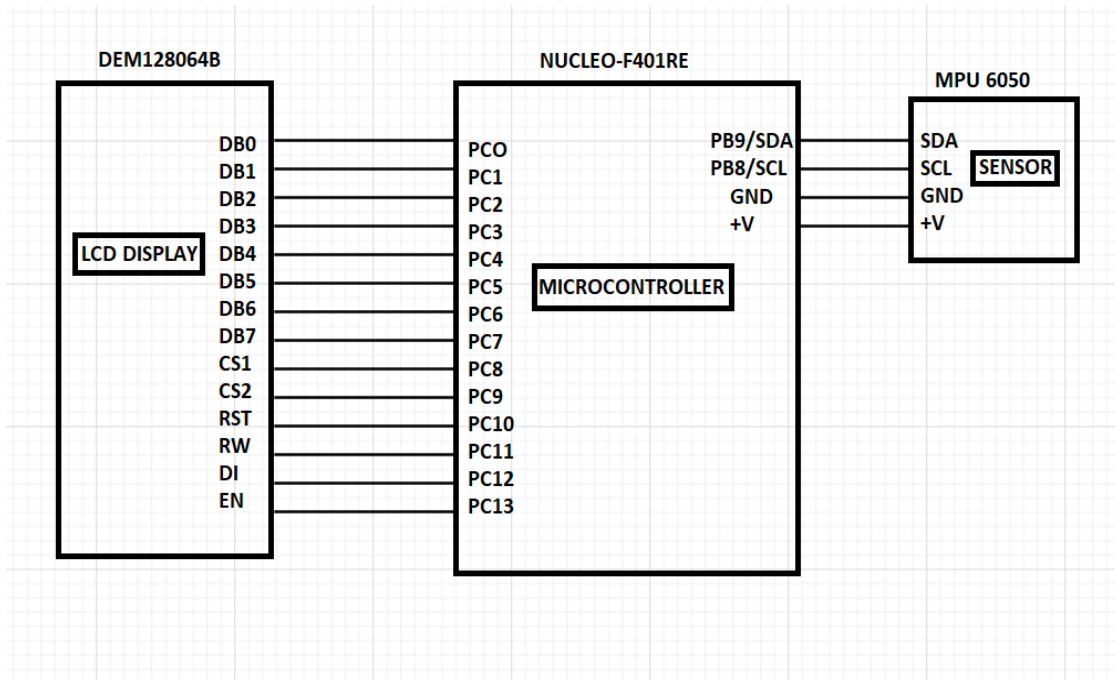 DEM128064B
NUCLEO-F401RE
MPU 6050
DB0
DB1
DB2
DB3
DB4
DB5
DB6
DB7
CS1
CS2
RST
RW
DI
EN
LCD DISPLAY
PCO
PC1
PC2
PC3
PC4
PC5
PC6
PC7
PC8
PC9
PC10
PC11
PC12
PC13
MICROCONTROLLER
PB9/SDA
PB8/SCL
GND
+V
SDA
SCL
GND
+V
SENSOR